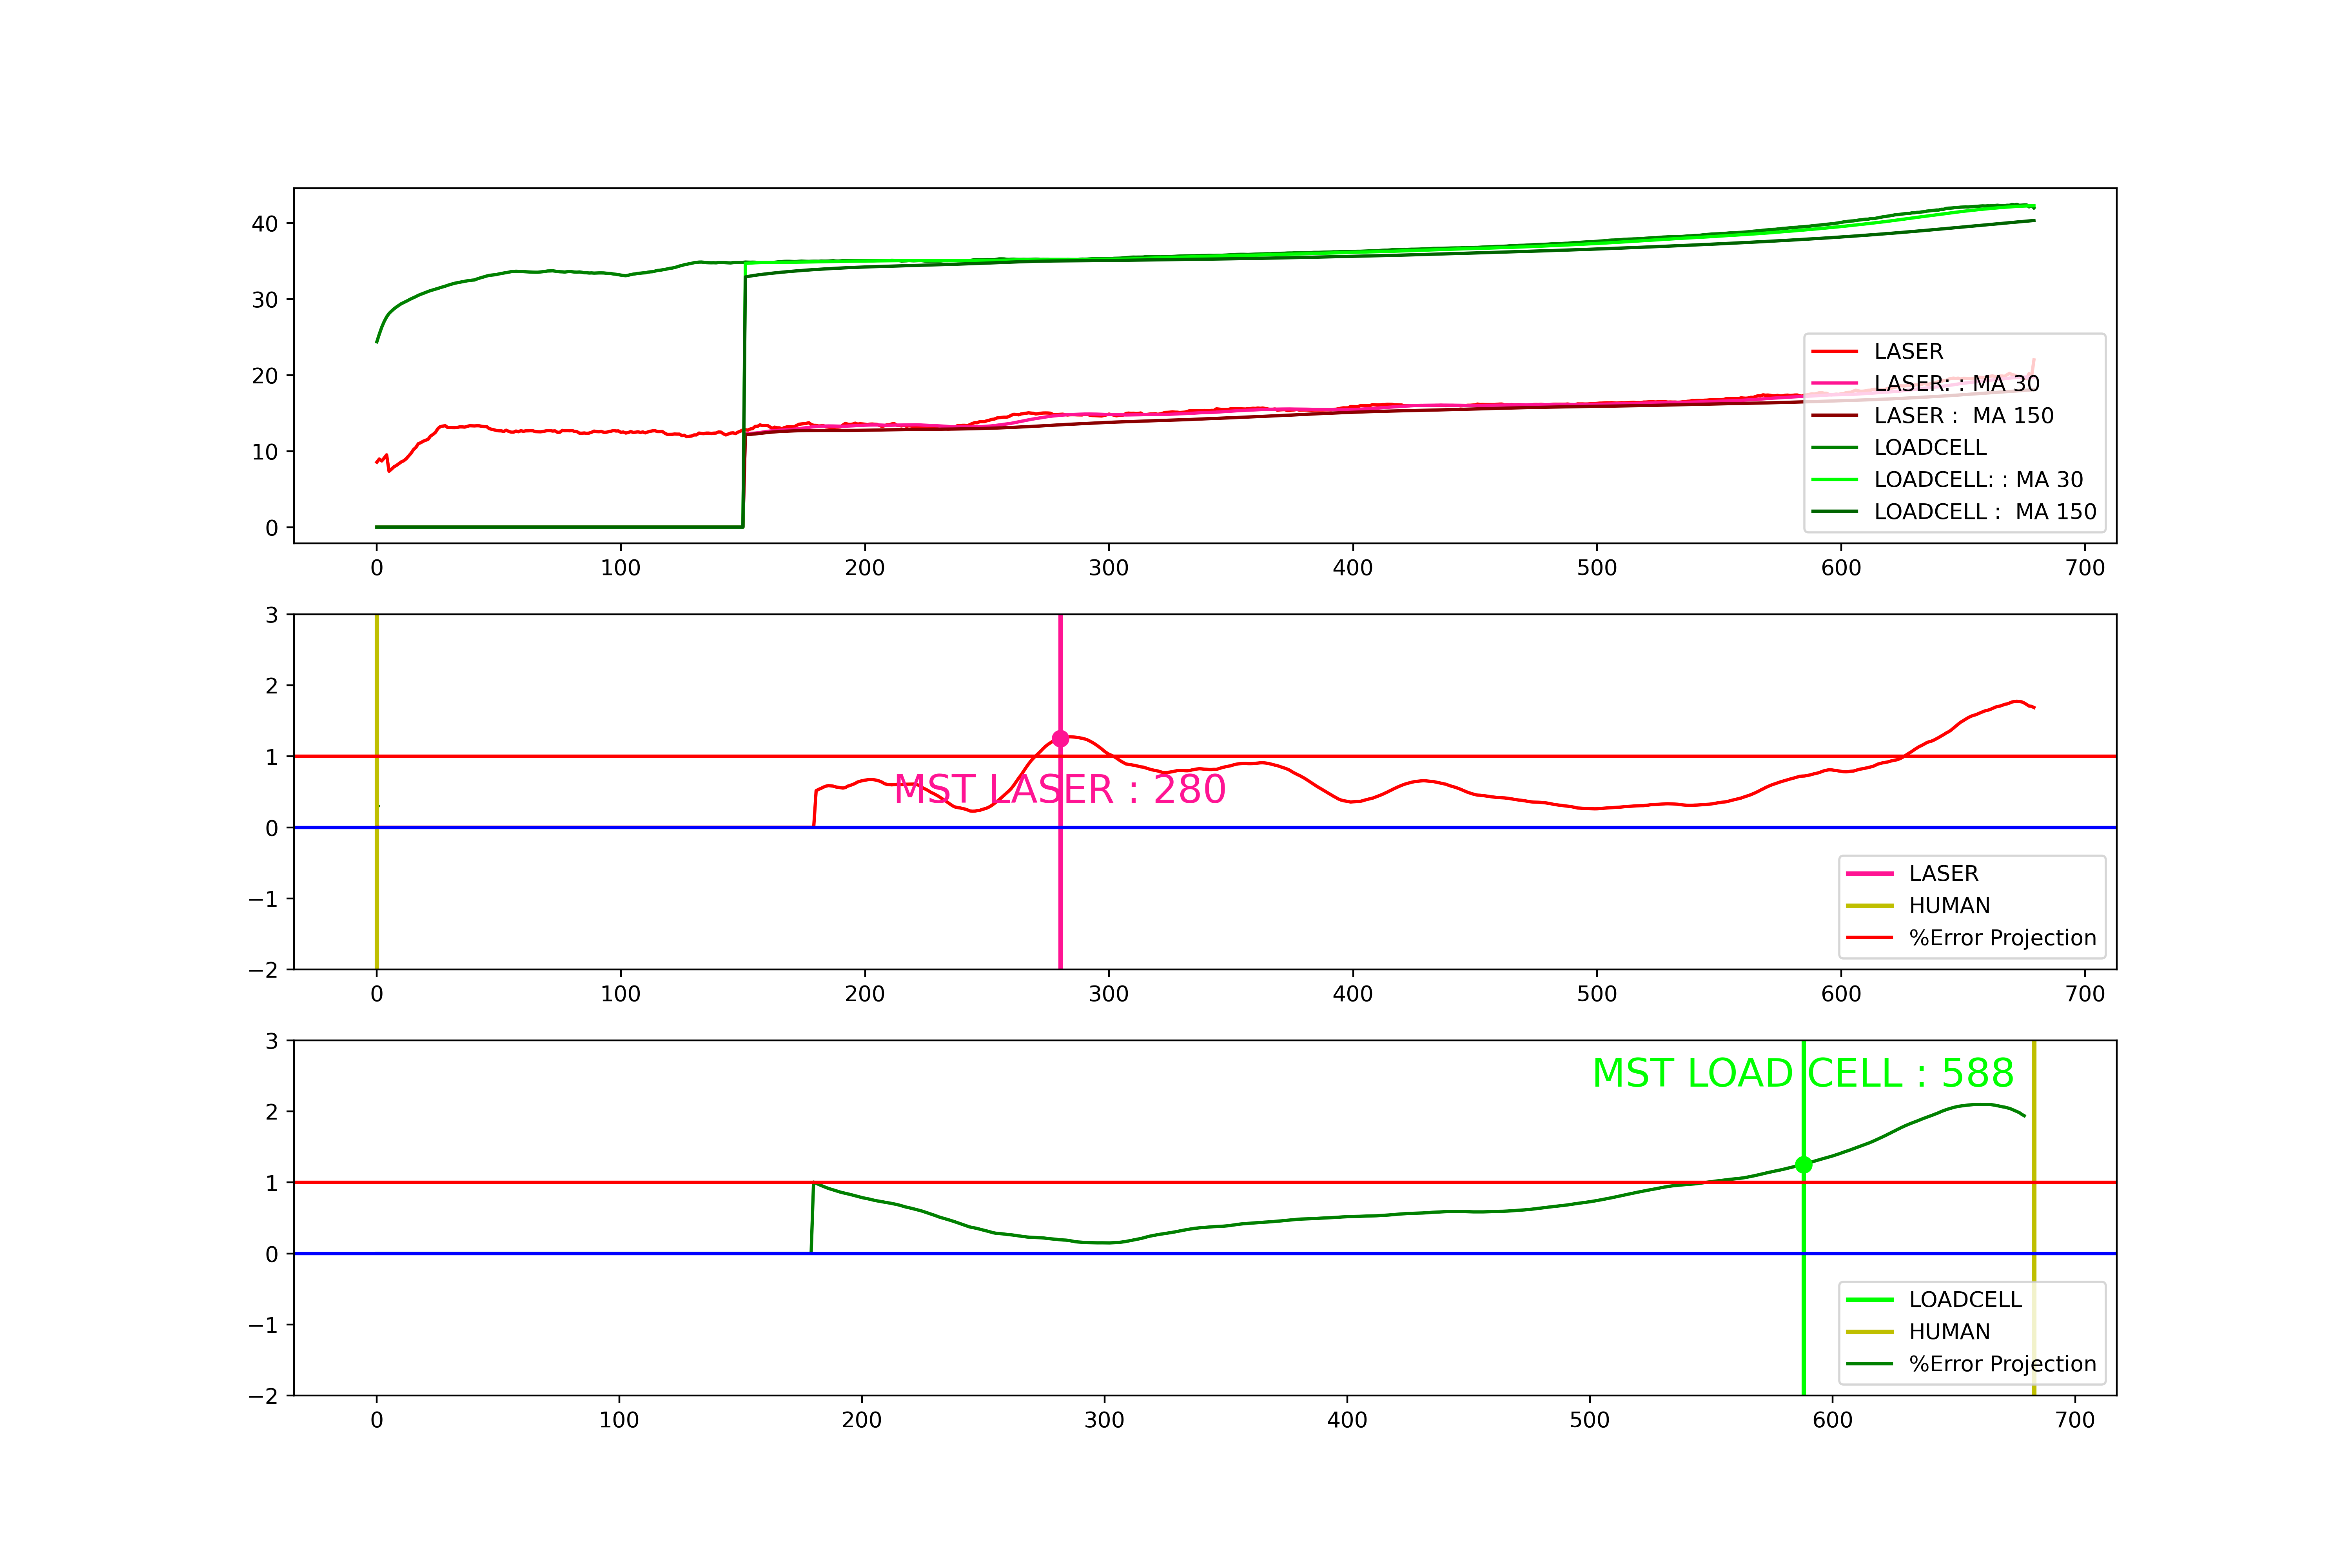 40
30
20
10
0
0 100 200 300 400 500 600 700
LASER
LASER: : MA 30
LASER :  MA 150
LOADCELL
LOADCELL: : MA 30
LOADCELL :  MA 150
3
2
1
0
−1
−2
0 100 200 300 400 500 600 700
MST LASER : 280
LASER
HUMAN
%Error Projection
3
2
1
0
−1
−2
0 100 200 300 400 500 600 700
MST LOAD CELL : 588
LOADCELL
HUMAN
%Error Projection